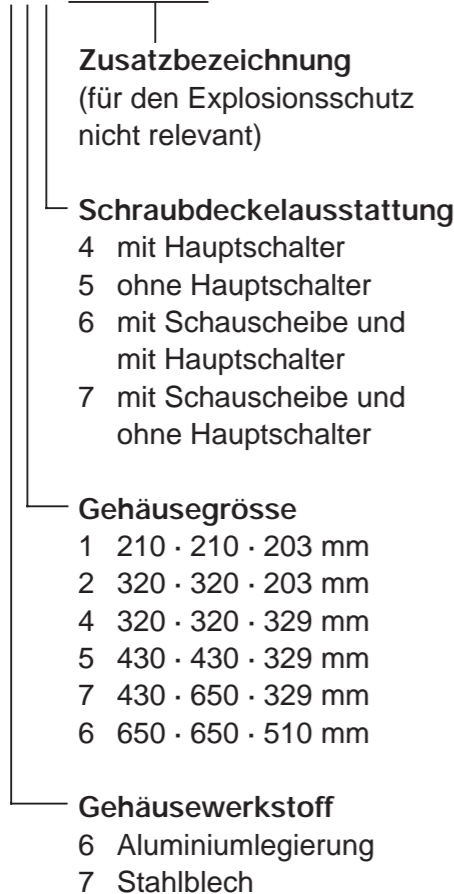 Zusatzbezeichnung
(für den Explosionsschutz
nicht relevant)
Schraubdeckelausstattung
4 mit Hauptschalter
5 ohne Hauptschalter
6 mit Schauscheibe und
mit Hauptschalter
7 mit Schauscheibe und
ohne Hauptschalter
Gehäusegrösse
1 210 · 210 · 203 mm
2 320 · 320 · 203 mm
4 320 · 320 · 329 mm
5 430 · 430 · 329 mm
7 430 · 650 · 329 mm
6 650 · 650 · 510 mm
Gehäusewerkstoff
6 Aluminiumlegierung
7 Stahlblech